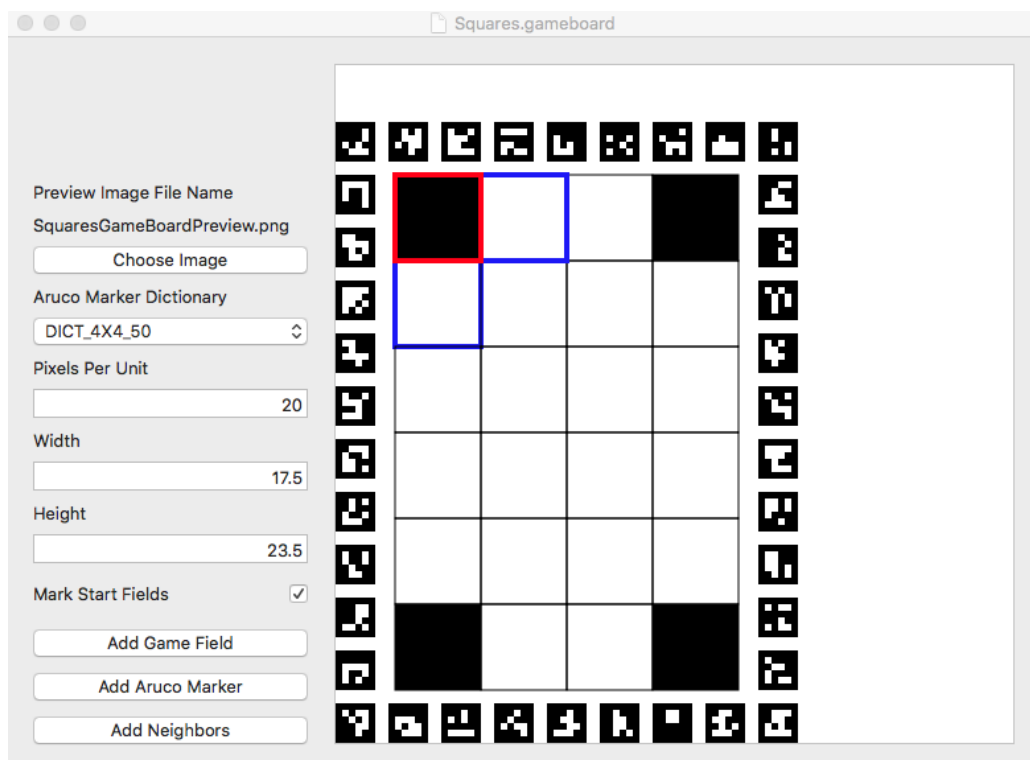 Squares.gameboard
Preview Image File Name
SquaresGameBoardPreview.png
Choose Image
Aruco Marker Dictionary
DICT_4X4_50
Pixels Per Unit
20
Width
17.5
Height
23.5
Mark Start Fields
Add Game Field
Add Aruco Marker
Add Neighbors